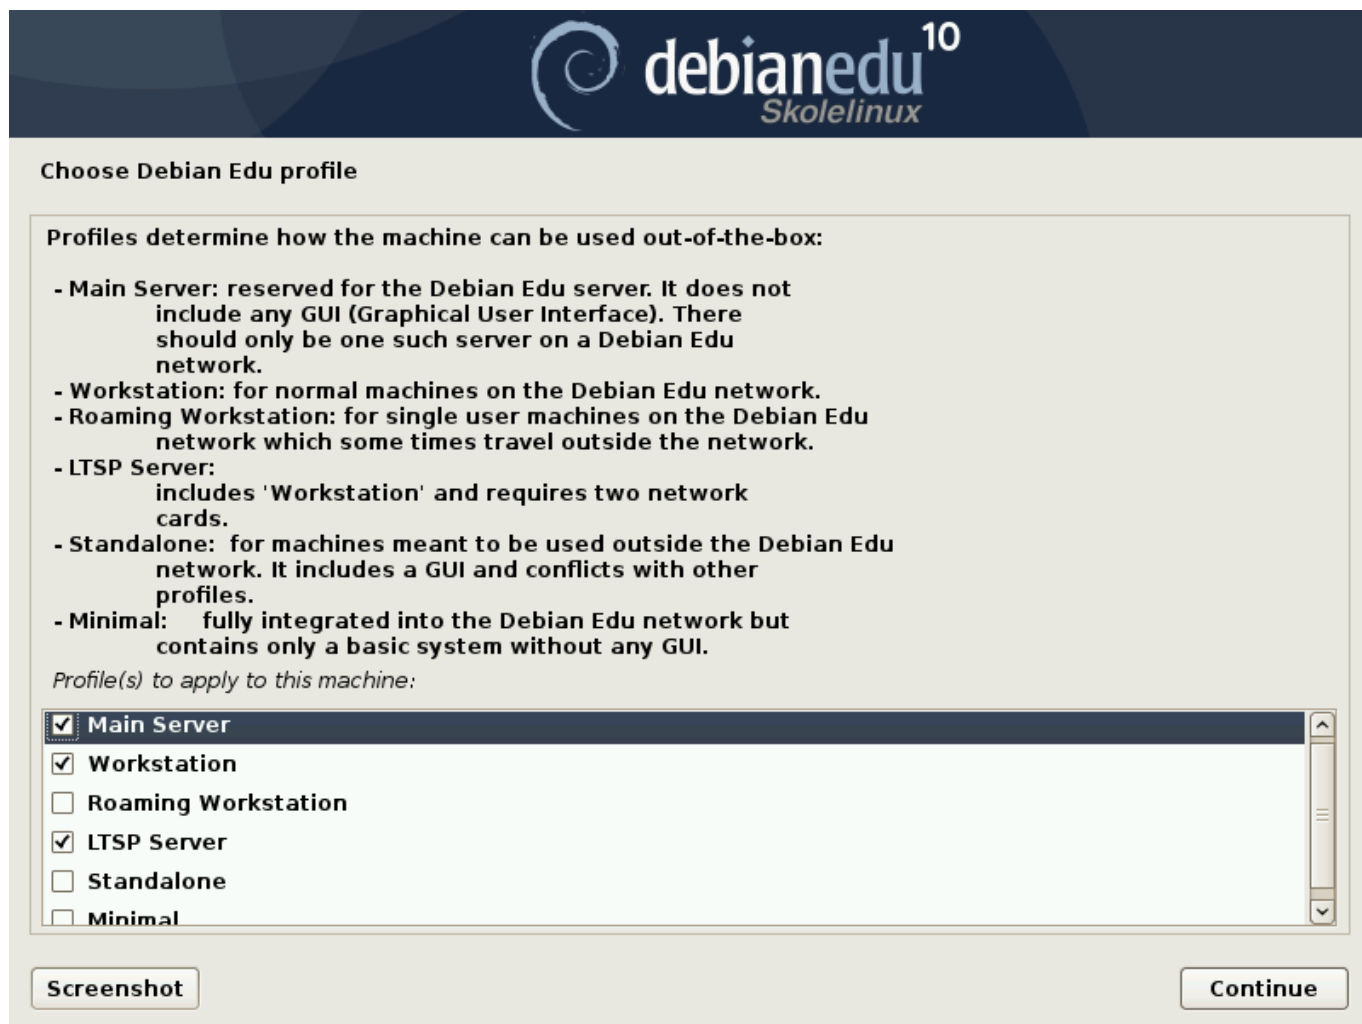 debianedu10
Skolelinux
Choose Debian Edu profile
Profiles determine how the machine can be used out-of-the-box:
- Main Server: reserved for the Debian Edu server. It does not
include any GUI (Graphical User Interface). There
should only be one such server on a Debian Edu
network.
- Workstation: for normal machines on the Debian Edu network.
- Roaming Workstation: for single user machines on the Debian Edu
network which some times travel outside the network.
- LTSP Server:
includes 'Workstation' and requires two network
cards.
- Standalone: for machines meant to be used outside the Debian Edu
network. It includes a GUI and conflicts with other
profiles.
- Minimal: fully integrated into the Debian Edu network but
contains only a basic system without any GUI.
Profile(s) to apply to this machine:
Main Server
Workstation
Roaming Workstation
LTSP Server
Standalone
Minimal
Screenshot
Continue